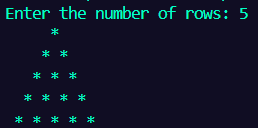 Enter the number of rows: 5
     *
    * *
   * * *
  * * * *
 * * * * *